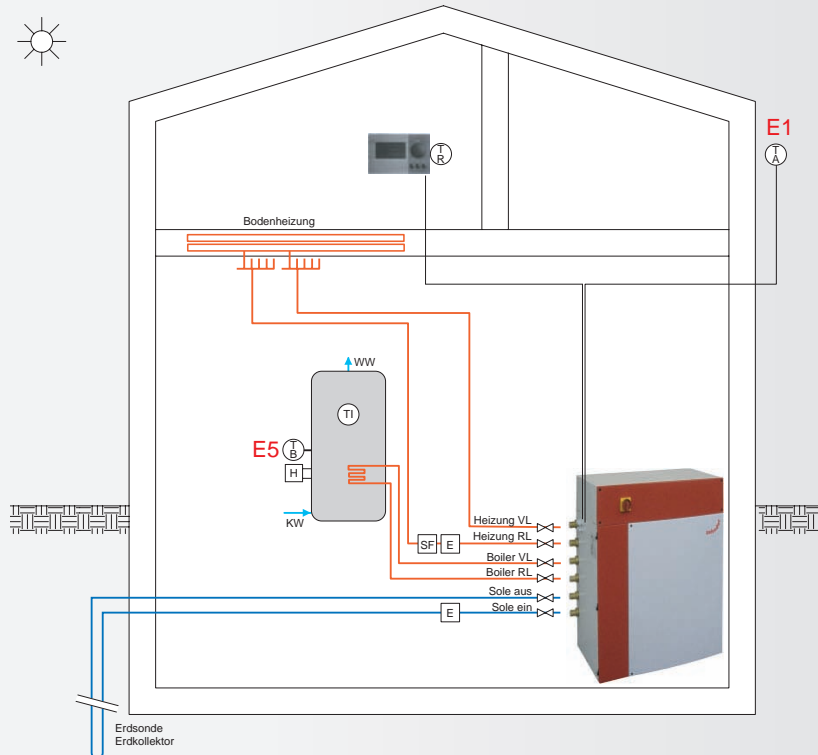 E1
T
R
T
A
Bodenheizung
WW
TI
E5
T
B
H
KW
Heizung VL
Heizung RL
SF
E
Boiler VL
Boiler RL
Sole aus
Sole ein
E
Erdsonde
Erdkollektor